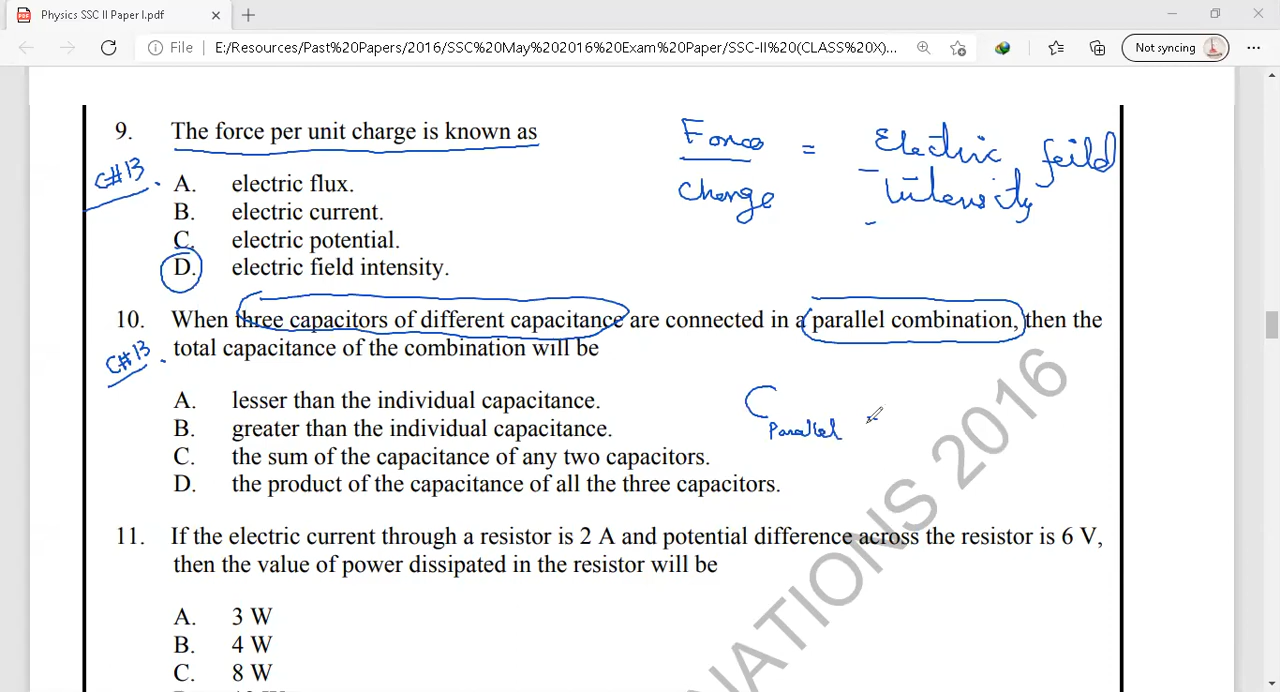 Physics SSC II Paper I.pdf
File E:/Resources/Past%20Papers/2016/SSC%20May%202016%20Exam%20Paper/SSC-II%20(CLASS%20X)... Not syncing
9. The force per unit charge is known as
Force
Charge
=
Electric feild
Intensity
C#13
A. electric flux.
B. electric current.
C. electric potential.
D. electric field intensity.
10. When three capacitors of different capacitance are connected in a parallel combination, then the
total capacitance of the combination will be
C#13
A. lesser than the individual capacitance.
B. greater than the individual capacitance.
C. the sum of the capacitance of any two capacitors.
D. the product of the capacitance of all the three capacitors.
C parallel
11. If the electric current through a resistor is 2 A and potential difference across the resistor is 6 V,
then the value of power dissipated in the resistor will be
A. 3 W
B. 4 W
C. 8 W
NATIONS 2016